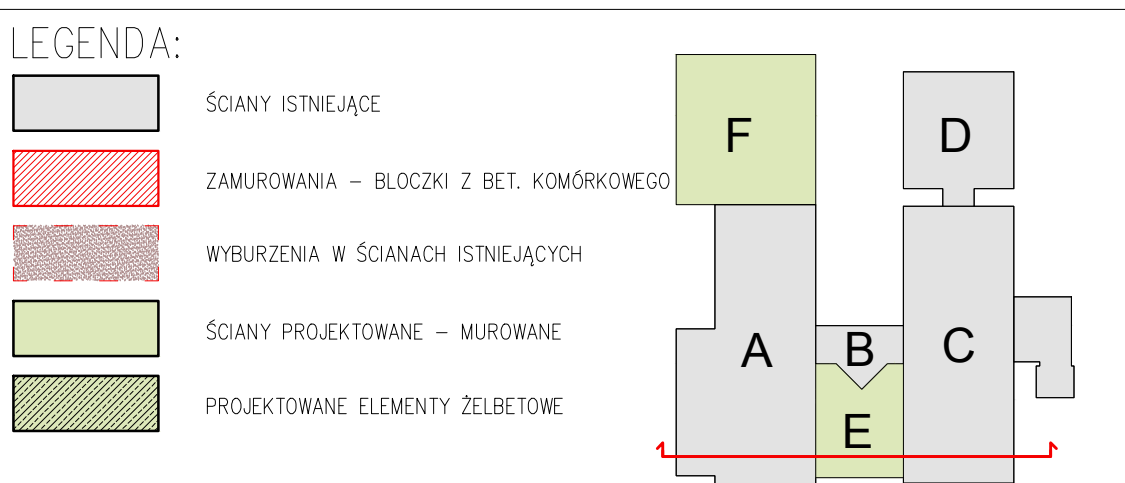 LEGENDA:
ŚCIANY ISTNIEJĄCE
ZAMUROWANIA – BLOCZKI Z BET. KOMÓRKOWEGO
WYBURZENIA W ŚCIANACH ISTNIEJĄCYCH
ŚCIANY PROJEKTOWANE – MUROWANE
PROJEKTOWANE ELEMENTY ŻELBETOWE
F
D
A
B
C
E